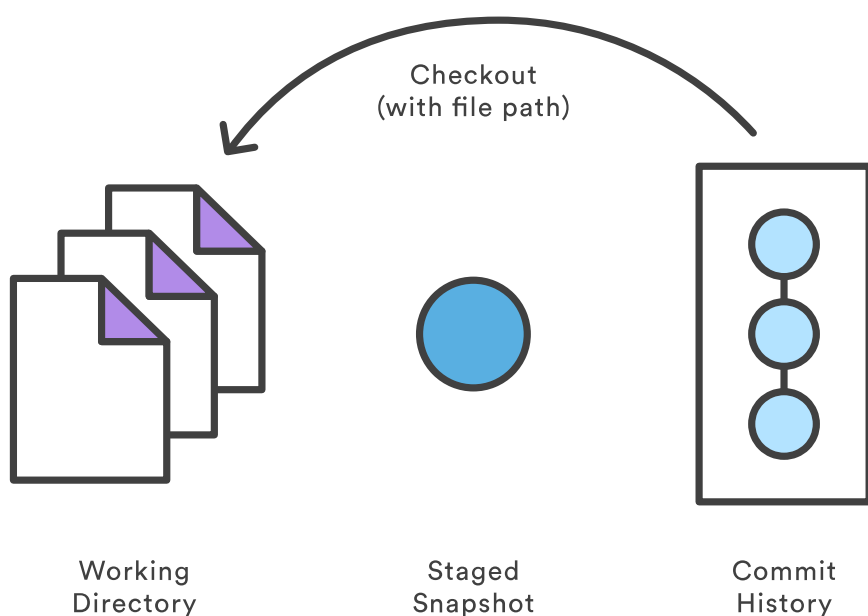 Checkout
(with file path)
Working
Directory
Staged
Snapshot
Commit
History